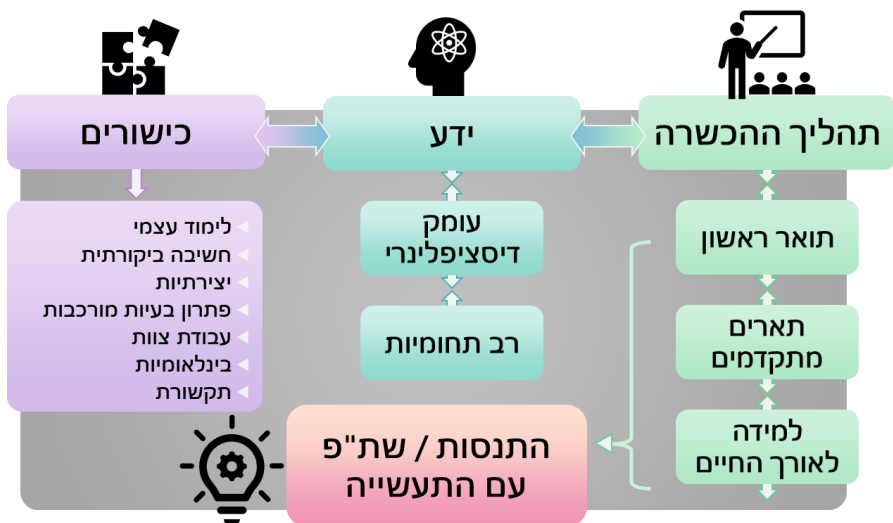 תהליך ההכשרה
תואר ראשון
תארים
מתקדמים
למידה
לאורך החיים
ידע
עומק
דיסציפלינרי
רב תחומיות
התנסות / שת"פ
עם התעשייה
כישורים
לימוד עצמי
חשיבה ביקורתית
יצירתיות
פתרון בעיות מורכבות
עבודת צוות
בינלאומיות
תקשורת